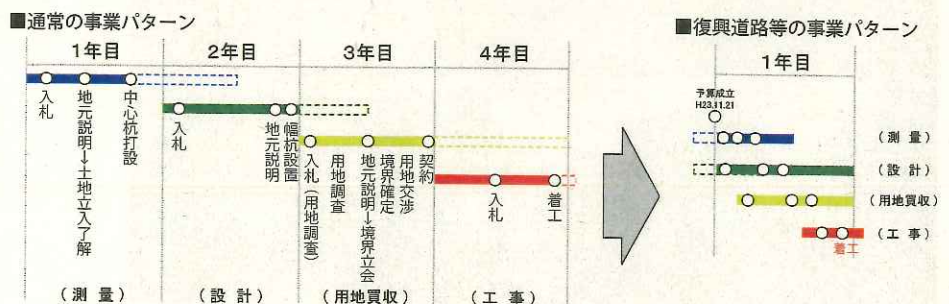 ■通常の事業パターン
1年目
2年目
3年目
4年目
入札
地元説明→土地立入了解
中心杭打設
入札
地元説明
幅杭設置
入札(用地調査)
用地調査
地元説明→境界立会
境界確定
用地交渉
契約
入札
着工
(測量)
(設計)
(用地買収)
(工事)
■復興道路等の事業パターン
1年目
予算成立
H23.11.21
(測量)
(設計)
(用地買収)
(工事)
着工